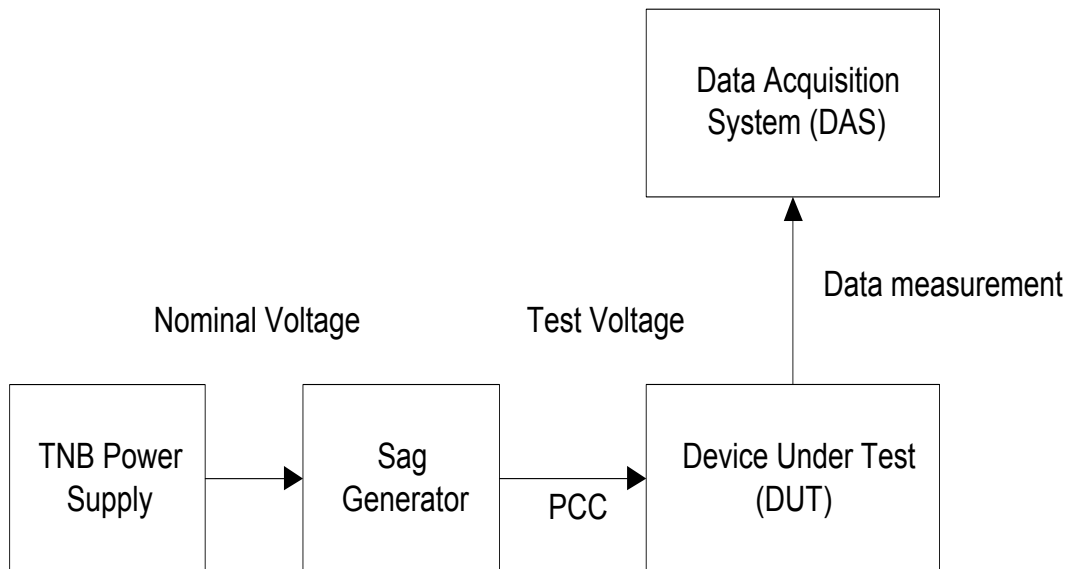 Data Acquisition
System (DAS)
Data measurement
Nominal Voltage
Test Voltage
TNB Power
Supply
Sag
Generator
PCC
Device Under Test
(DUT)